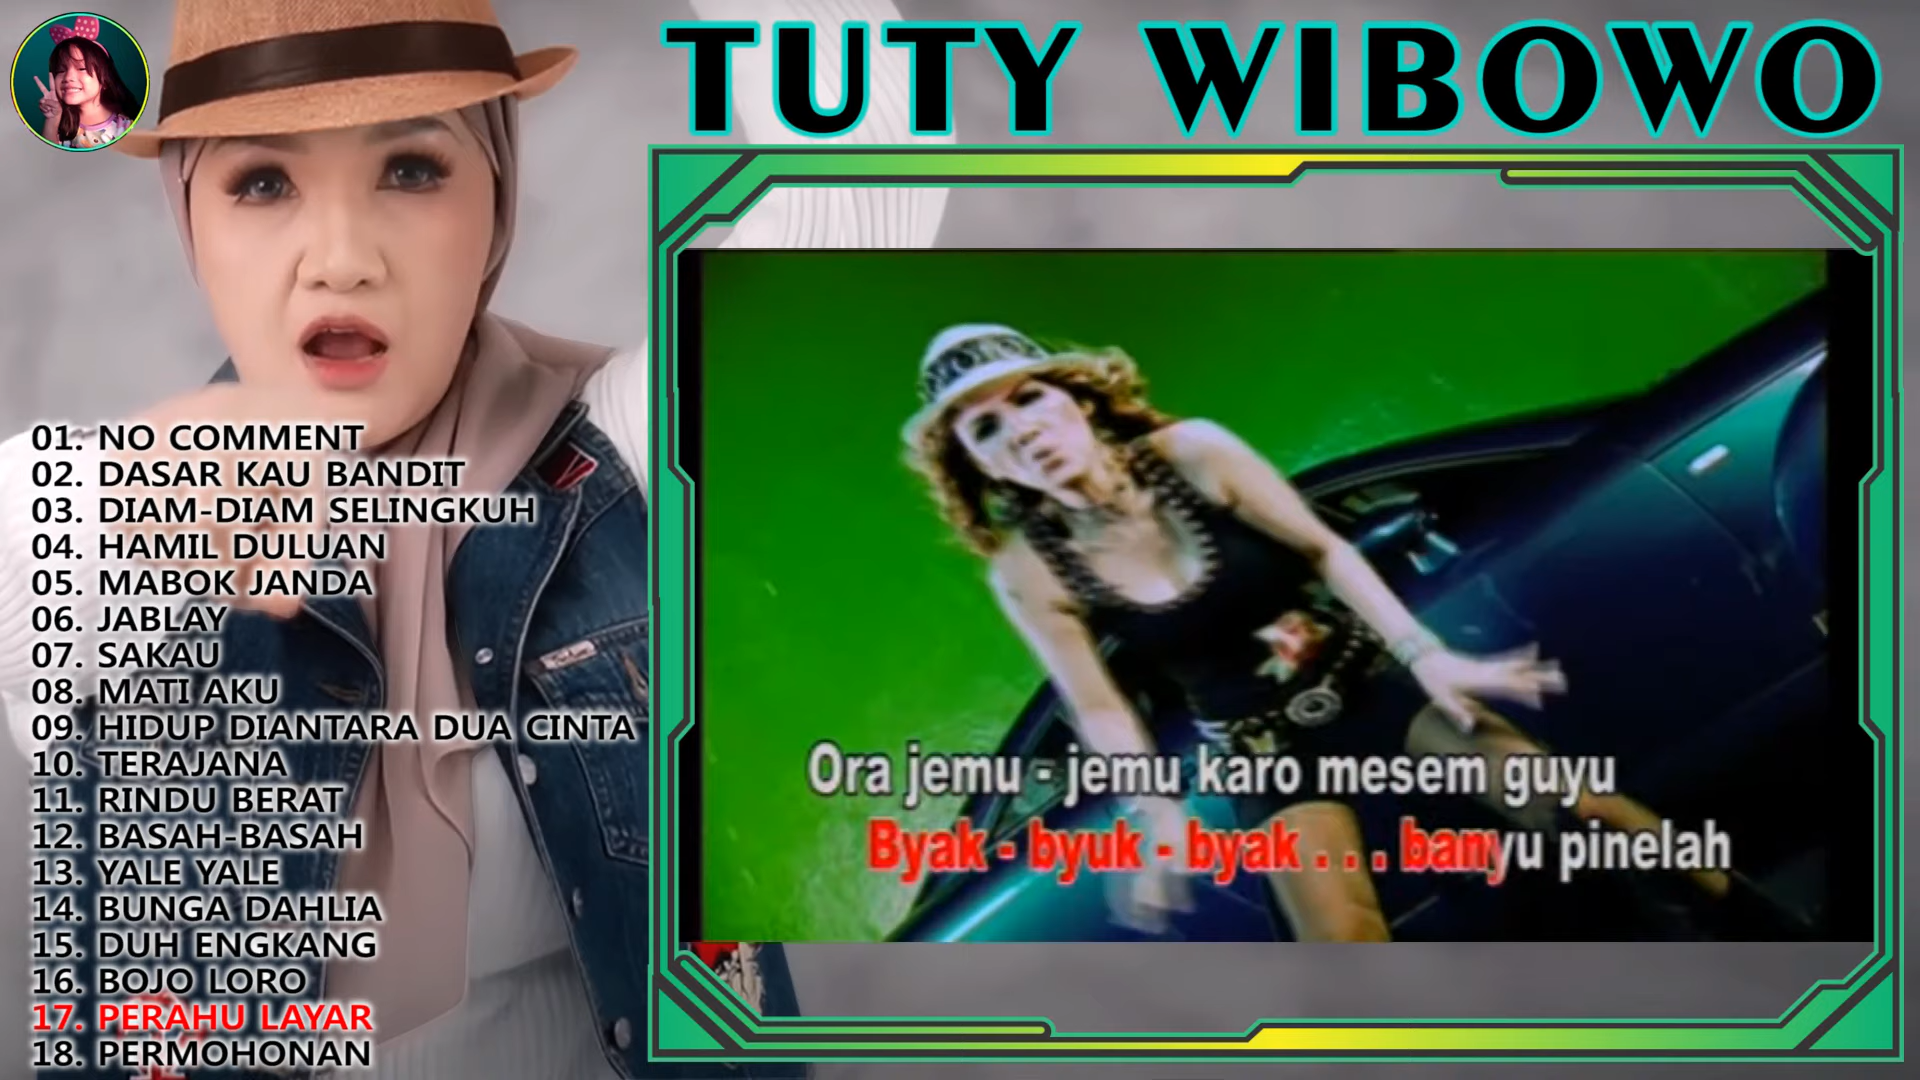 TUTY WIBOWO
01. NO COMMENT
02. DASAR KAU BANDIT
03. DIAM-DIAM SELINGKUH
04. HAMIL DULUAN
05. MABOK JANDA
06. JABLAY
07. SAKAU
08. MATI AKU
09. HIDUP DIANTARA DUA CINTA
10. TERAJANA
11. RINDU BERAT
12. BASAH-BASAH
13. YALE YALE
14. BUNGA DAHLIA
15. DUH ENGKANG
16. BOJO LORO
17. PERAHU LAYAR
18. PERMOHONAN
Ora jemu - jemu karo mesem guyu
Byak - byuk - byak . . . banyu pinelah